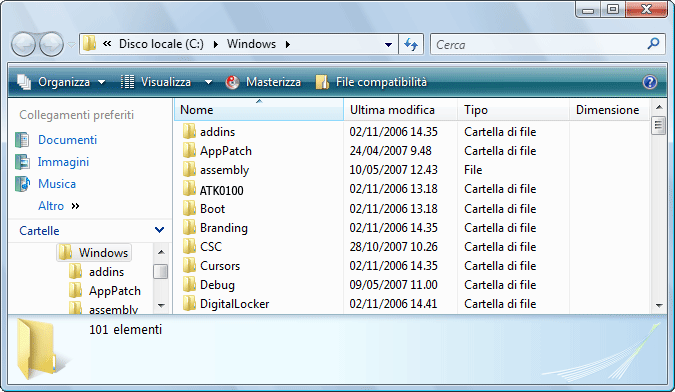 « Disco locale (C:) Windows
Cerca
Organizza Visualizza Masterizza File compatibilità ?
Collegamenti preferiti
Documenti
Immagini
Musica
Altro »
Cartelle
Windows
addins
AppPatch
assembly
Nome Ultima modifica Tipo Dimensione
addins 02/11/2006 14.35 Cartella di file
AppPatch 24/04/2007 9.48 Cartella di file
assembly 10/05/2007 12.43 File
ATK0100 02/11/2006 13.18 Cartella di file
Boot 02/11/2006 13.18 Cartella di file
Branding 02/11/2006 14.35 Cartella di file
CSC 28/10/2007 10.26 Cartella di file
Cursors 02/11/2006 14.35 Cartella di file
Debug 09/05/2007 11.00 Cartella di file
DigitalLocker 02/11/2006 14.41 Cartella di file
101 elementi